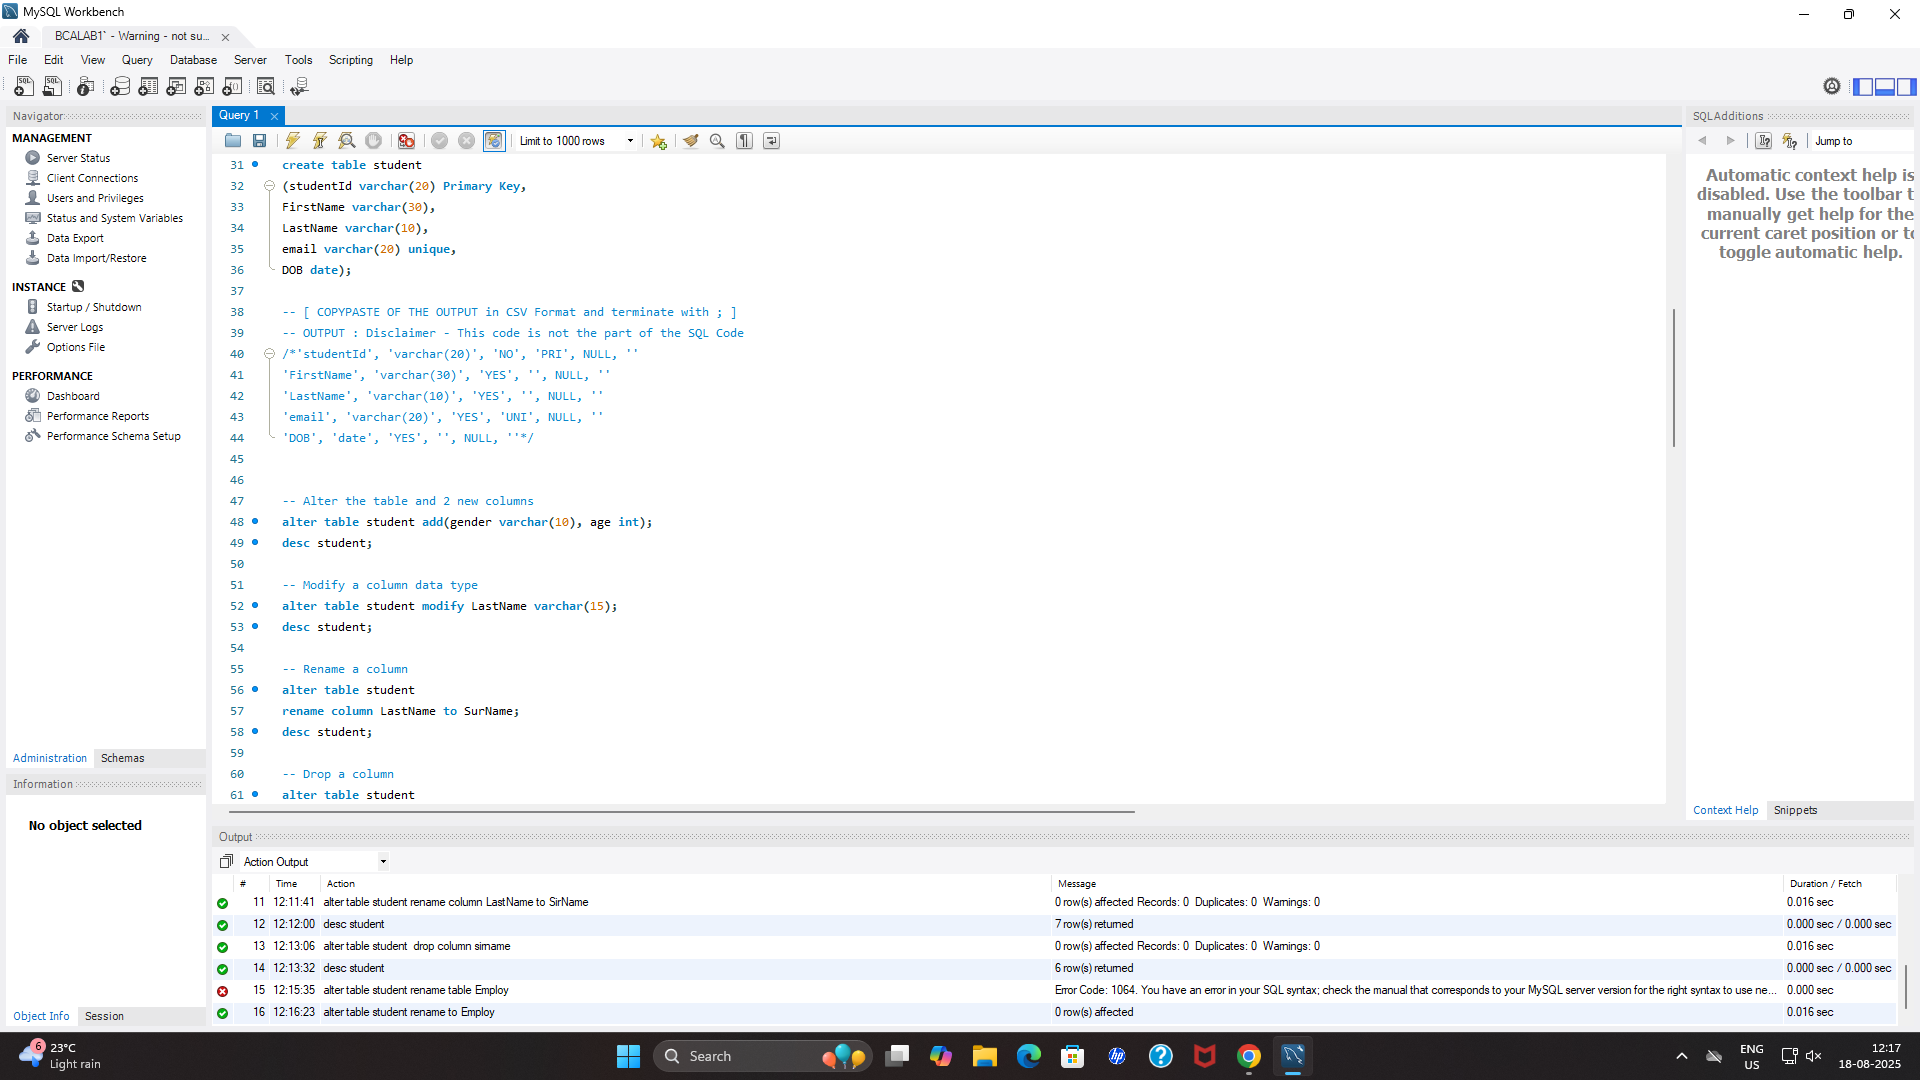 MySQL Workbench
BCALAB1` - Warning - not su...
File Edit View Query Database Server Tools Scripting Help
Navigator
MANAGEMENT
Server Status
Client Connections
Users and Privileges
Status and System Variables
Data Export
Data Import/Restore
INSTANCE
Startup / Shutdown
Server Logs
Options File
PERFORMANCE
Dashboard
Performance Reports
Performance Schema Setup
Administration Schemas
Information
No object selected
Object Info Session
Query 1
Limit to 1000 rows
31 create table student
32 (studentId varchar(20) Primary Key,
33 FirstName varchar(30),
34 LastName varchar(10),
35 email varchar(20) unique,
36 DOB date);
37
38 -- [ COPYPASTE OF THE OUTPUT in CSV Format and terminate with ; ]
39 -- OUTPUT : Disclaimer - This code is not the part of the SQL Code
40 /*'studentId', 'varchar(20)', 'NO', 'PRI', NULL, ''
41 'FirstName', 'varchar(30)', 'YES', '', NULL, ''
42 'LastName', 'varchar(10)', 'YES', '', NULL, ''
43 'email', 'varchar(20)', 'YES', 'UNI', NULL, ''
44 'DOB', 'date', 'YES', '', NULL, ''*/
45
46
47 -- Alter the table and 2 new columns
48 alter table student add(gender varchar(10), age int);
49 desc student;
50
51 -- Modify a column data type
52 alter table student modify LastName varchar(15);
53 desc student;
54
55 -- Rename a column
56 alter table student
57 rename column LastName to SurName;
58 desc student;
59
60 -- Drop a column
61 alter table student
SQLAdditions
Jump to
Automatic context help is
disabled. Use the toolbar t
manually get help for the
current caret position or to
toggle automatic help.
Context Help Snippets
Output
Action Output
# Time Action Message Duration / Fetch
11 12:11:41 alter table student rename column LastName to SirName 0 row(s) affected Records: 0 Duplicates: 0 Warnings: 0 0.016 sec
12 12:12:00 desc student 7 row(s) returned 0.000 sec / 0.000 sec
13 12:13:06 alter table student drop column sirname 0 row(s) affected Records: 0 Duplicates: 0 Warnings: 0 0.016 sec
14 12:13:32 desc student 6 row(s) returned 0.000 sec / 0.000 sec
15 12:15:35 alter table student rename table Employ Error Code: 1064. You have an error in your SQL syntax; check the manual that corresponds to your MySQL server version for the right syntax to use ne... 0.000 sec
16 12:16:23 alter table student rename to Employ 0 row(s) affected 0.016 sec
6
23°C
Light rain
Search
hp
ENG
US
12:17
18-08-2025